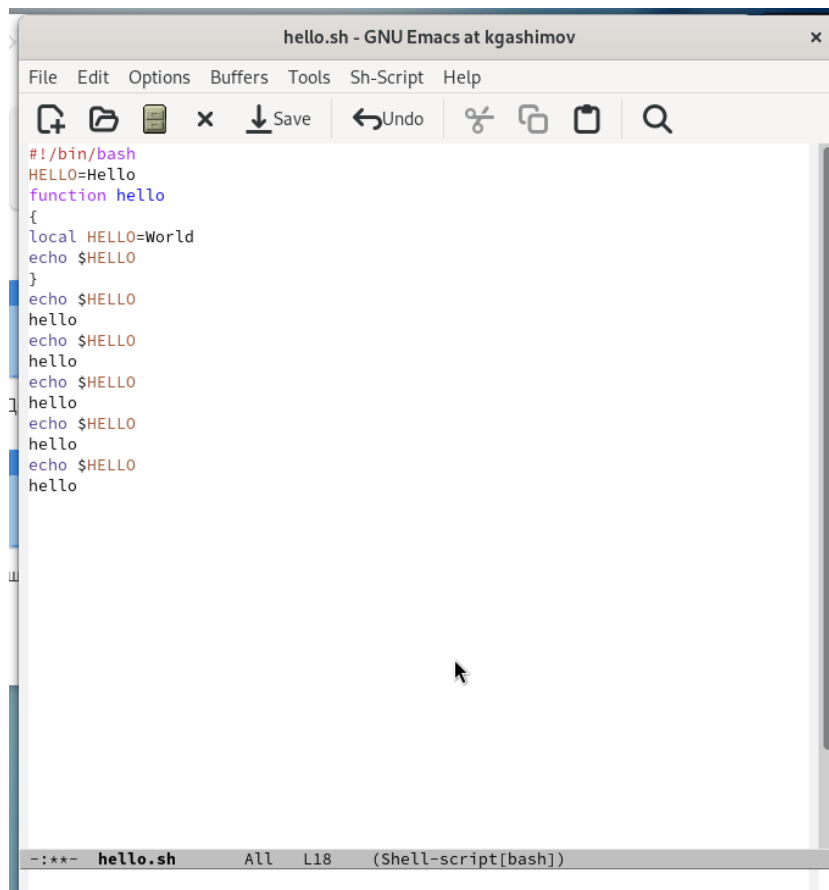 hello.sh - GNU Emacs at kgashimov
File Edit Options Buffers Tools Sh-Script Help
Save Undo
#!/bin/bash
HELLO=Hello
function hello
{
local HELLO=World
echo $HELLO
}
echo $HELLO
hello
echo $HELLO
hello
echo $HELLO
hello
echo $HELLO
hello
echo $HELLO
hello
-:**- hello.sh All L18 (Shell-script[bash])